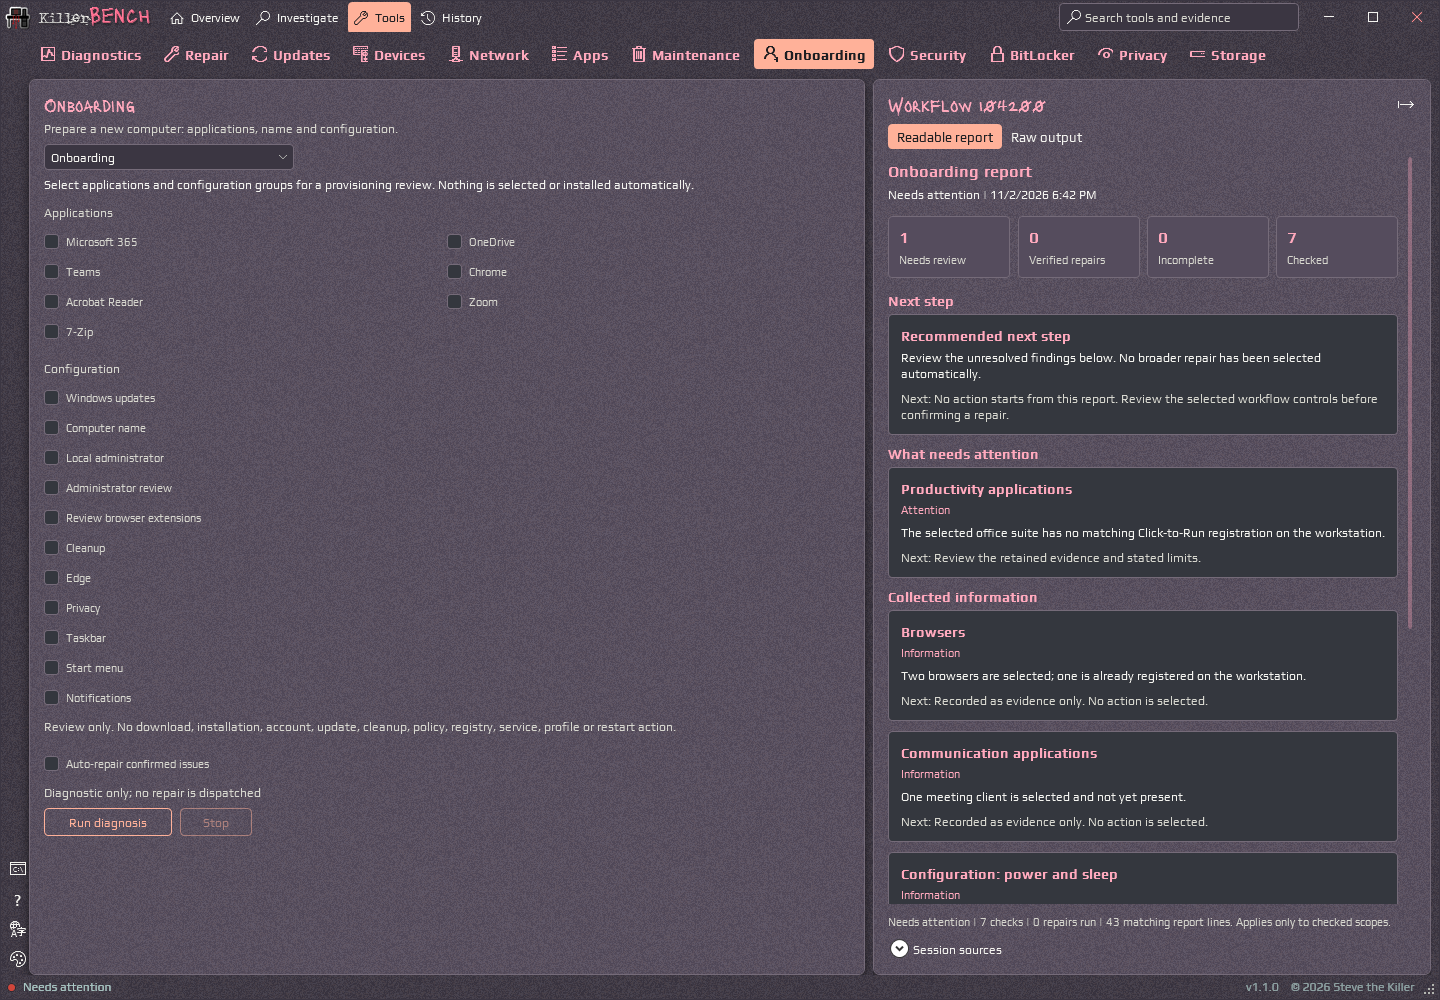 Killer BENCH
Overview
Investigate
Tools
History
Search tools and evidence
Diagnostics
Repair
Updates
Devices
Network
Apps
Maintenance
Onboarding
Security
BitLocker
Privacy
Storage
Onboarding
Prepare a new computer: applications, name and configuration.
Onboarding
Select applications and configuration groups for a provisioning review. Nothing is selected or installed automatically.
Applications
Microsoft 365
OneDrive
Teams
Chrome
Acrobat Reader
Zoom
7-Zip
Configuration
Windows updates
Computer name
Local administrator
Administrator review
Review browser extensions
Cleanup
Edge
Privacy
Taskbar
Start menu
Notifications
Review only. No download, installation, account, update, cleanup, policy, registry, service, profile or restart action.
Auto-repair confirmed issues
Diagnostic only; no repair is dispatched
Run diagnosis
Stop
Workflow 104200
Readable report
Raw output
Onboarding report
Needs attention | 11/2/2026 6:42 PM
1
Needs review
0
Verified repairs
0
Incomplete
7
Checked
Next step
Recommended next step
Review the unresolved findings below. No broader repair has been selected
automatically.
Next: No action starts from this report. Review the selected workflow controls before
confirming a repair.
What needs attention
Productivity applications
Attention
The selected office suite has no matching Click-to-Run registration on the workstation.
Next: Review the retained evidence and stated limits.
Collected information
Browsers
Information
Two browsers are selected; one is already registered on the workstation.
Next: Recorded as evidence only. No action is selected.
Communication applications
Information
One meeting client is selected and not yet present.
Next: Recorded as evidence only. No action is selected.
Configuration: power and sleep
Information
Needs attention | 7 checks | 0 repairs run | 43 matching report lines. Applies only to checked scopes.
Session sources
Needs attention
v1.1.0
© 2026 Steve the Killer